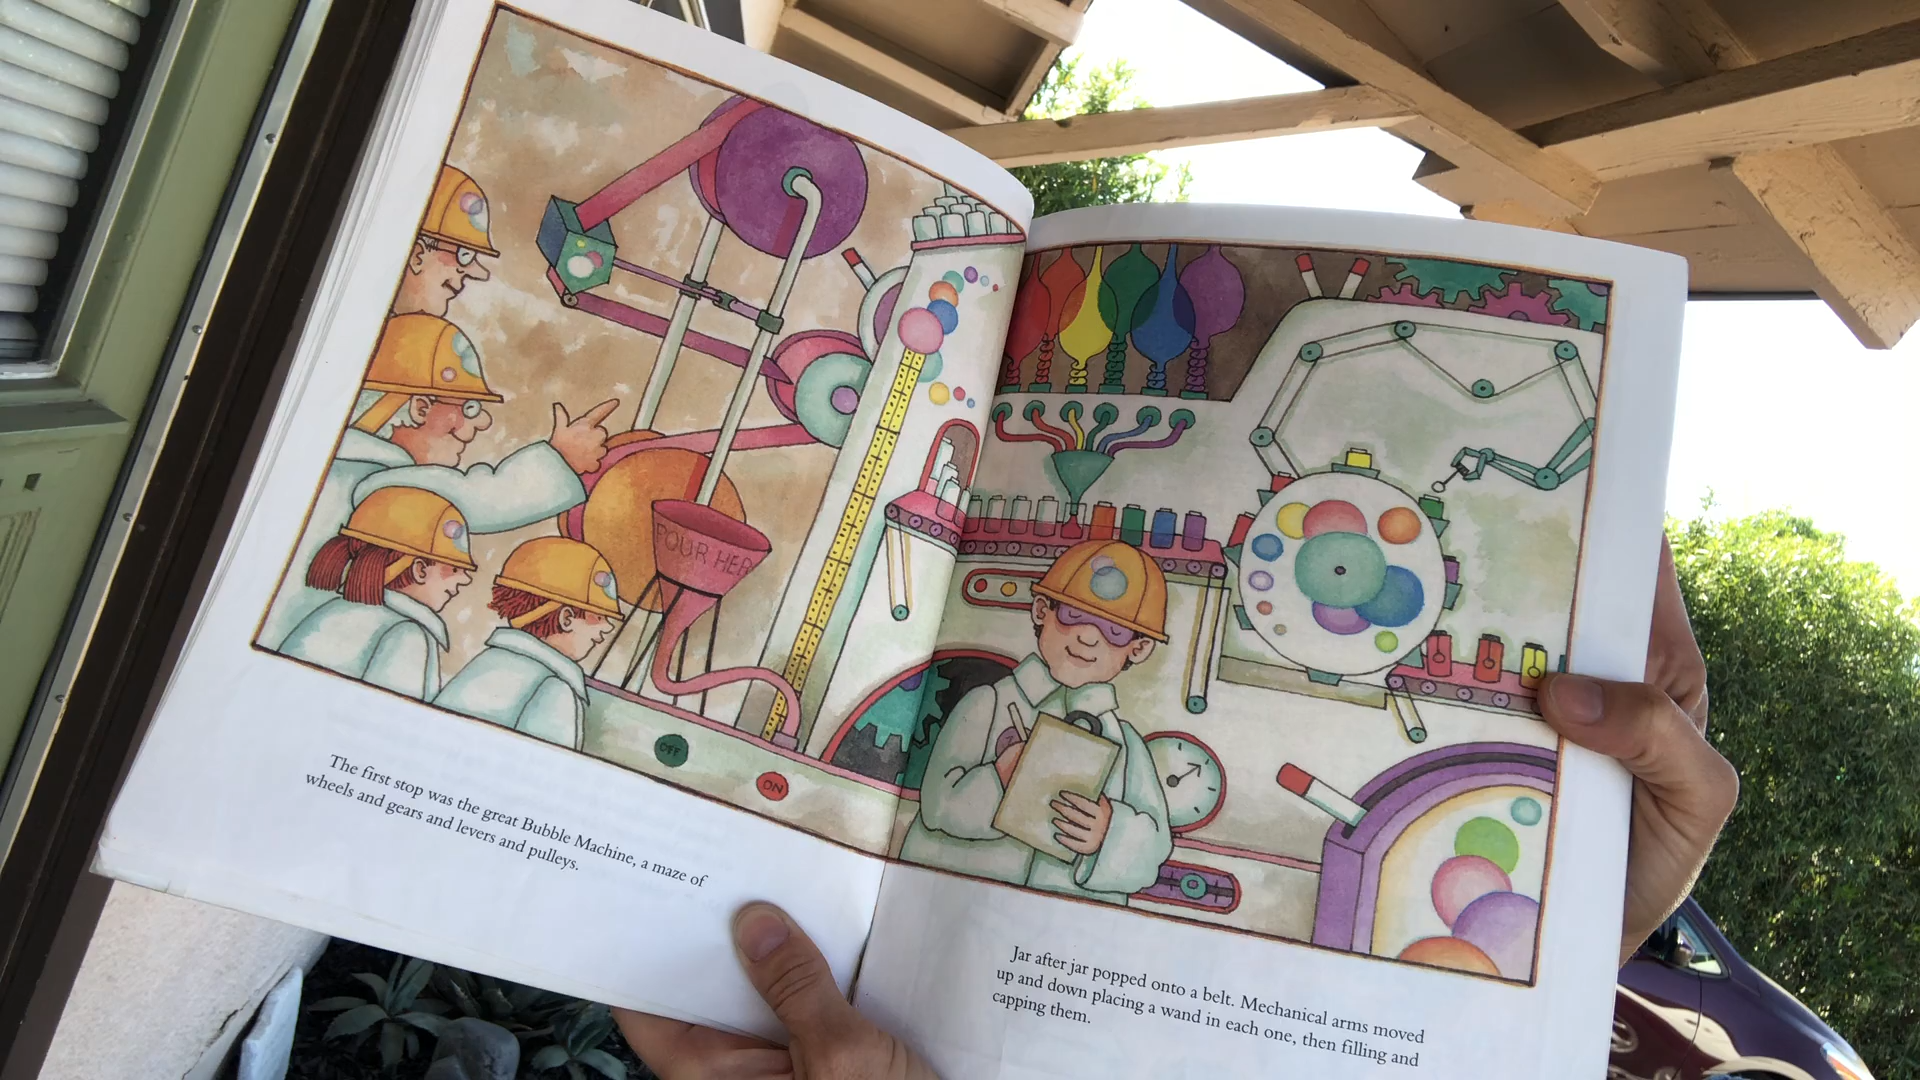 POUR HER
OFF
ON
The first stop was the great Bubble Machine, a maze of
wheels and gears and levers and pulleys.
Jar after jar popped onto a belt. Mechanical arms moved
up and down placing a wand in each one, then filling and
capping them.